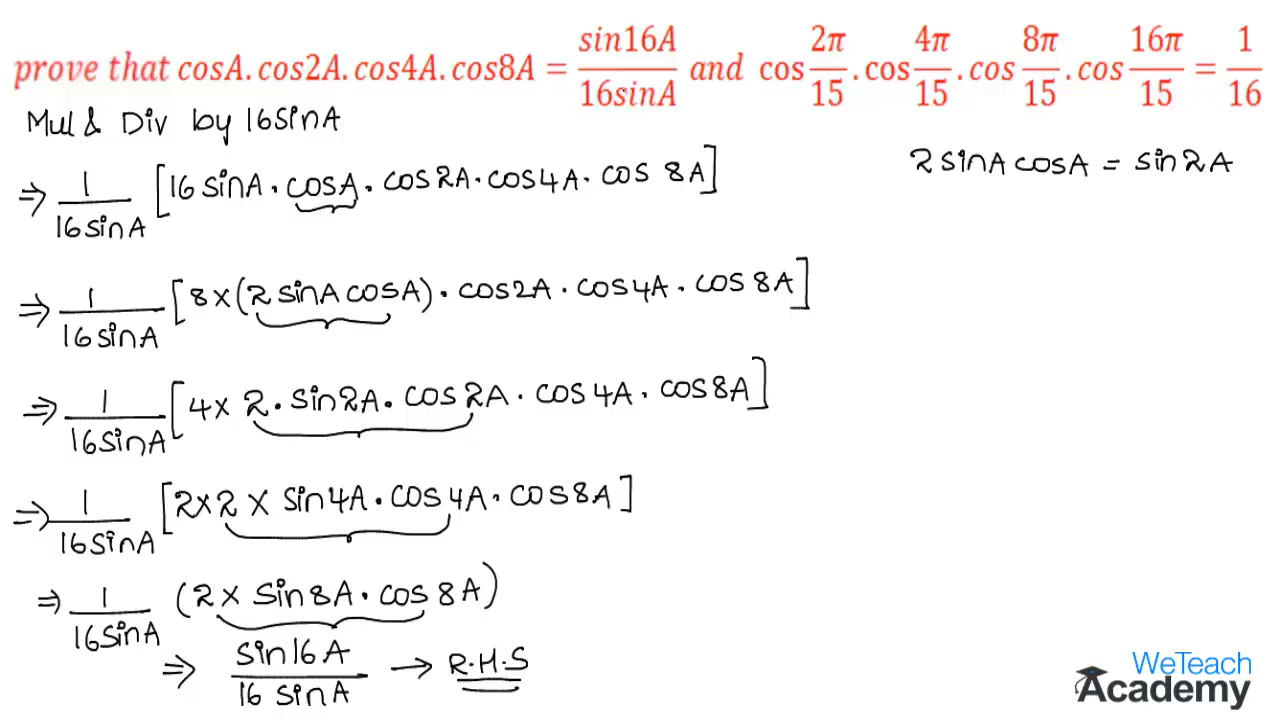 prove that cosA.cos2A.cos4A.cos8A = sin16A/16sinA and cos 2π/15 . cos 4π/15 . cos 8π/15 . cos 16π/15 = 1/16
Mul & Div by 16sinA
2 sinA cosA = sin2A
⇒ 1/16sinA [16 sinA · cosA · cos2A · cos4A · cos 8A]
⇒ 1/16sinA [8 × (2 sinA cosA) · cos2A · cos4A · cos 8A]
⇒ 1/16sinA [4 × 2 · sin2A · cos2A · cos4A · cos8A]
⇒ 1/16sinA [2×2 × sin4A · cos4A · cos8A]
⇒ 1/16sinA (2 × sin8A · cos8A)
⇒ sin16A/16 sinA → R.H.S
WeTeach
Academy